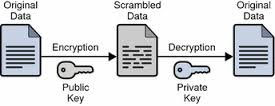 Original
Data
Scrambled
Data
Original
Data
Encryption
Decryption
Public
Key
Private
Key